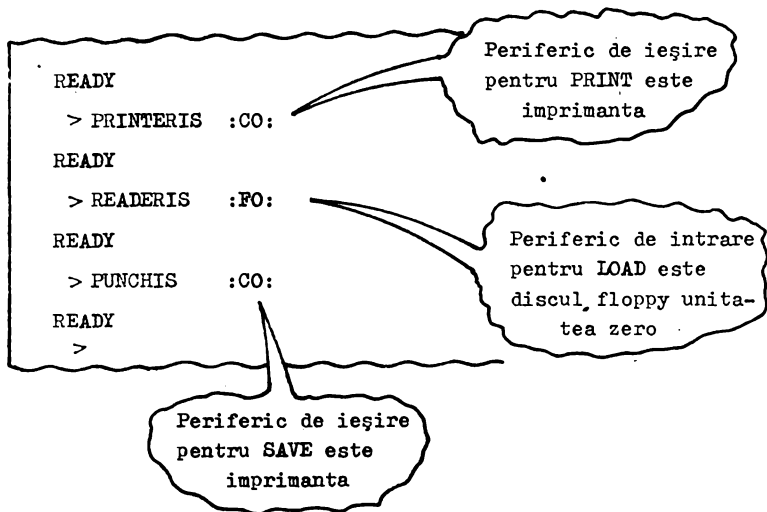 READY
> PRINTERIS :CO:
READY
> READERIS :FO:
READY
> PUNCHIS :CO:
READY
>
Periferic de ieşire
pentru PRINT este
imprimanta
Periferic de intrare
pentru LOAD este
discul floppy unita-
tea zero
Periferic de ieşire
pentru SAVE este
imprimanta